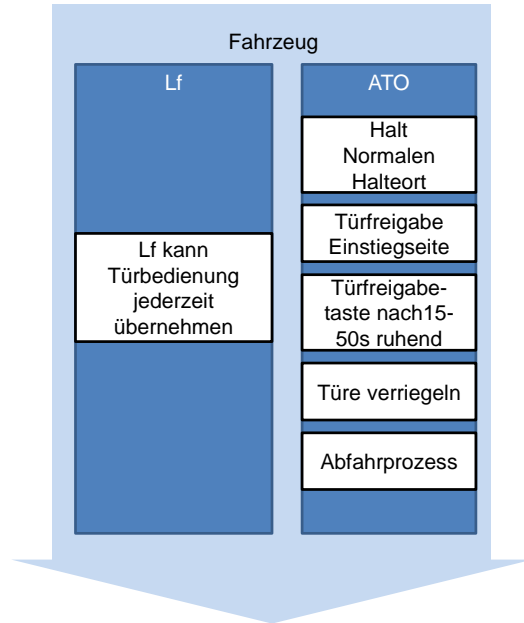 Fahrzeug
Lf
Lf kann
Türbedienung
jederzeit
übernehmen
ATO
Halt
Normalen
Halteort
Türfreigabe
Einstiegseite
Türfreigabe-
taste nach15-
50s ruhend
Türe verriegeln
Abfahrprozess